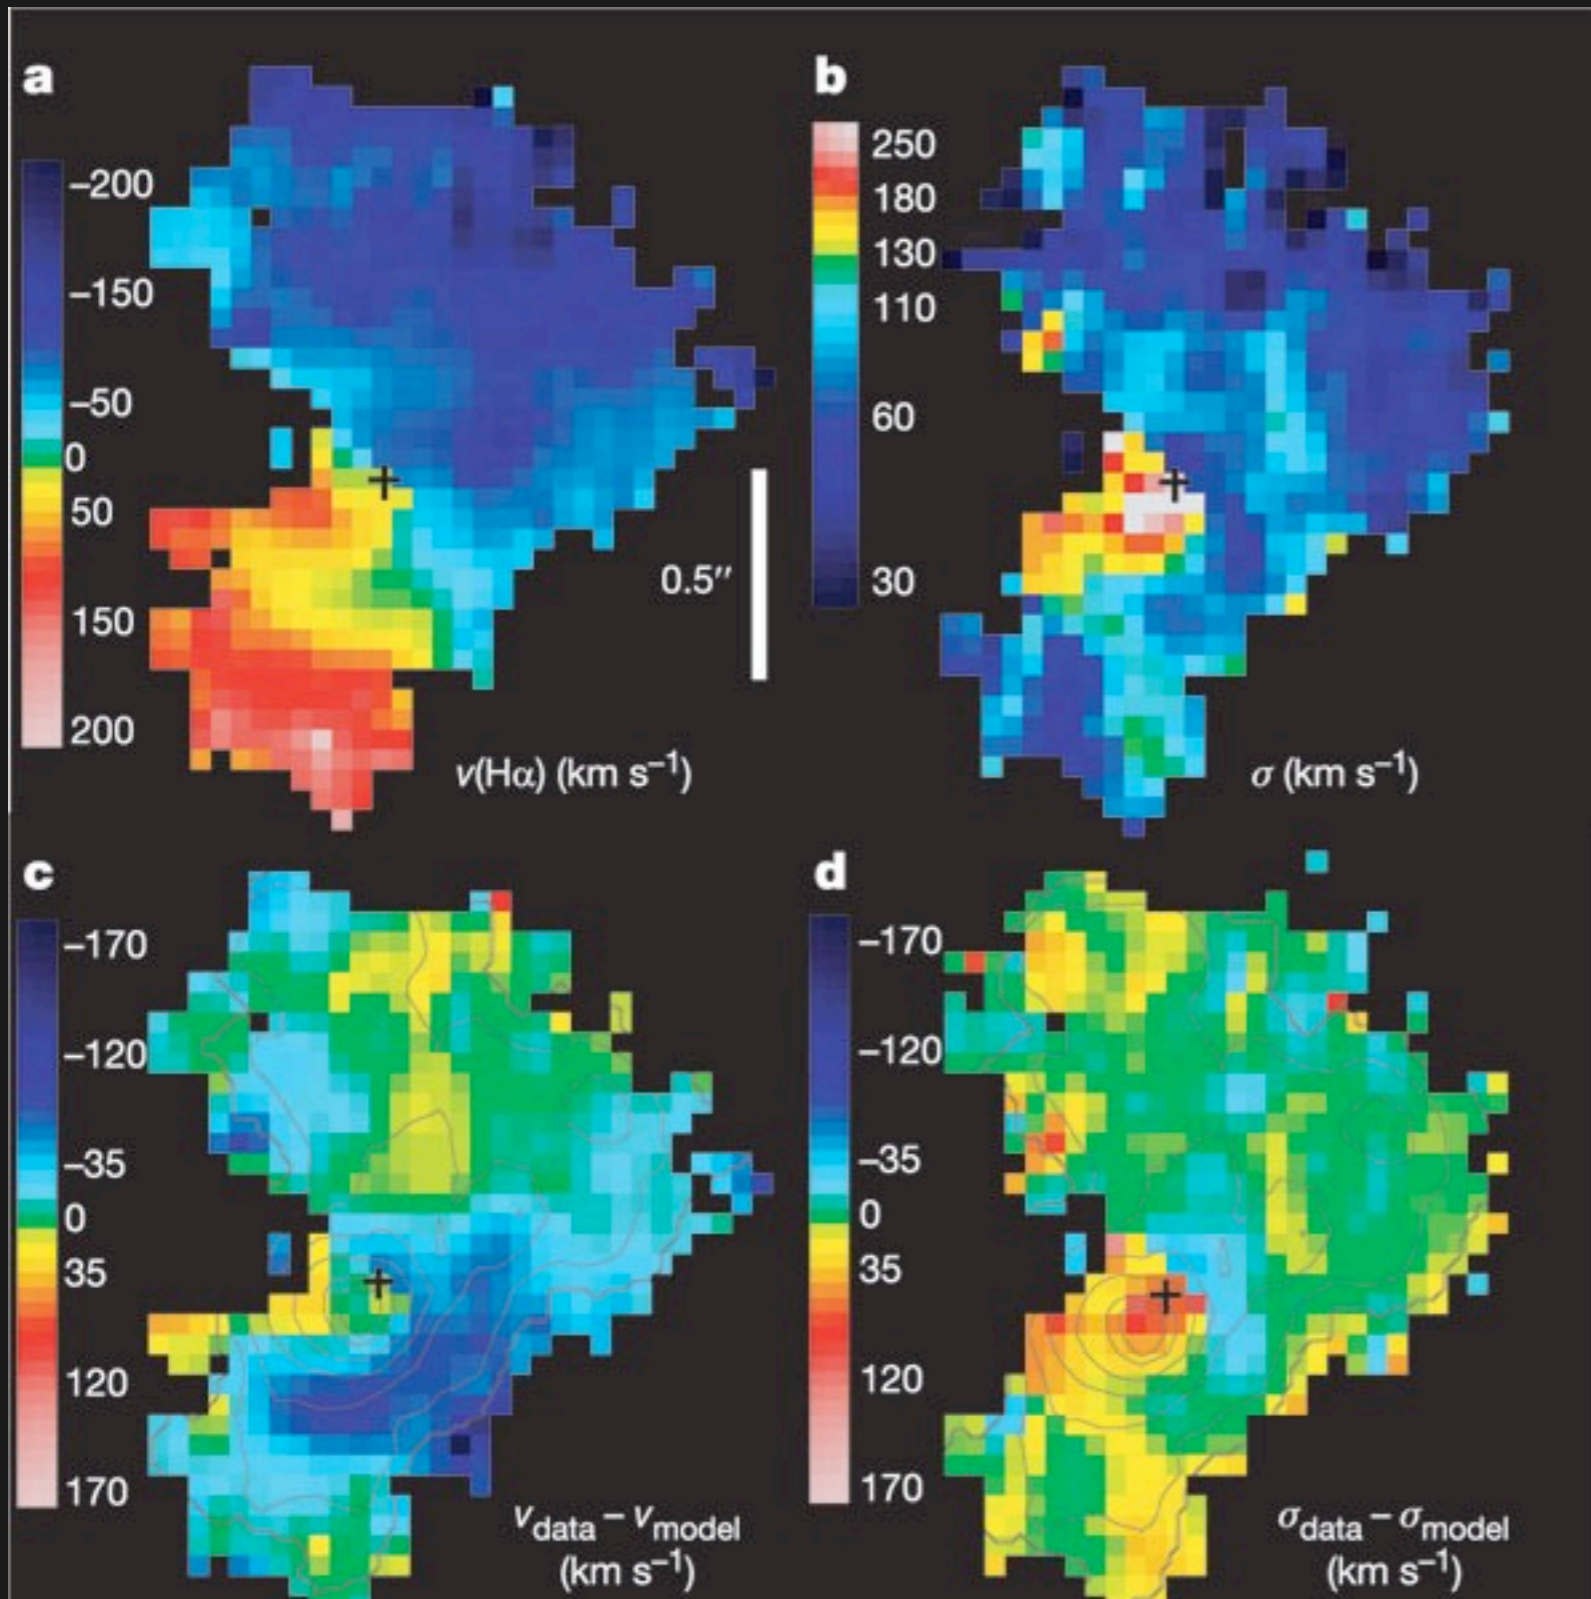 a
−200
−150
−50
0
50
150
200
0.5″
v(Hα) (km s⁻¹)
b
250
180
130
110
60
30
σ (km s⁻¹)
c
−170
−120
−35
0
35
120
170
v_data − v_model
(km s⁻¹)
d
−170
−120
−35
0
35
120
170
σ_data − σ_model
(km s⁻¹)